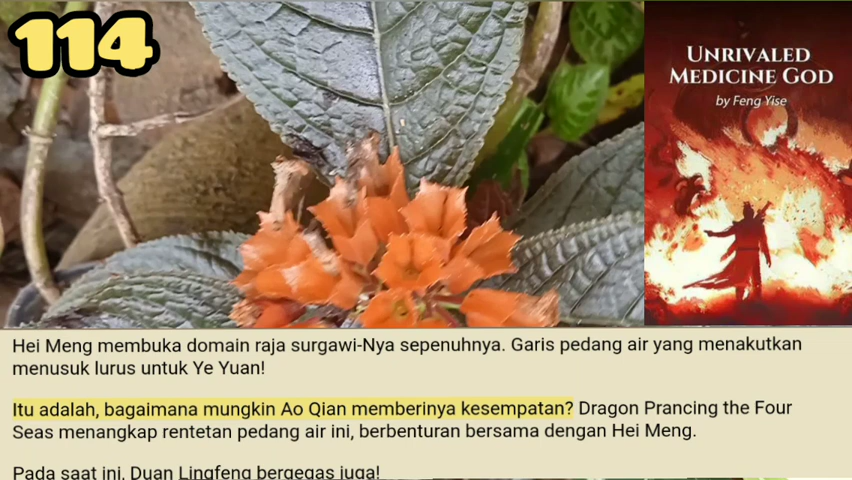 114
UNRIVALED
MEDICINE GOD
by Feng Yise
Hei Meng membuka domain raja surgawi-Nya sepenuhnya. Garis pedang air yang menakutkan
menusuk lurus untuk Ye Yuan!
Itu adalah, bagaimana mungkin Ao Qian memberinya kesempatan? Dragon Prancing the Four
Seas menangkap rentetan pedang air ini, berbenturan bersama dengan Hei Meng.
Pada saat ini, Duan Lingfeng bergegas juga!